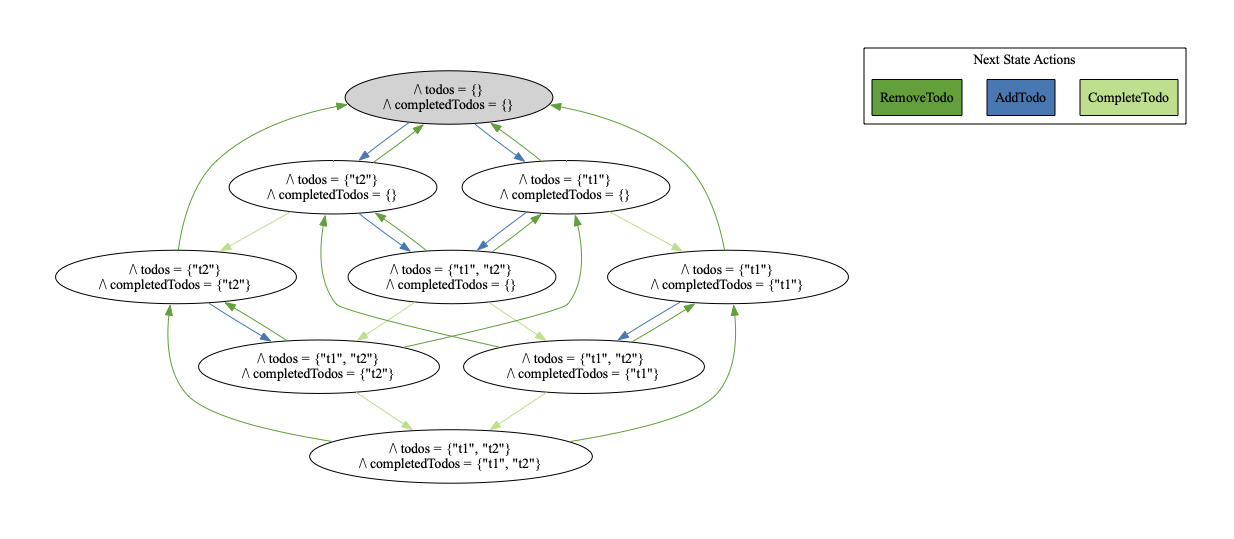 Next State Actions
RemoveTodo
AddTodo
CompleteTodo
/\ todos = {}
/\ completedTodos = {}
/\ todos = {"t2"}
/\ completedTodos = {}
/\ todos = {"t1"}
/\ completedTodos = {}
/\ todos = {"t2"}
/\ completedTodos = {"t2"}
/\ todos = {"t1", "t2"}
/\ completedTodos = {}
/\ todos = {"t1"}
/\ completedTodos = {"t1"}
/\ todos = {"t1", "t2"}
/\ completedTodos = {"t2"}
/\ todos = {"t1", "t2"}
/\ completedTodos = {"t1"}
/\ todos = {"t1", "t2"}
/\ completedTodos = {"t1", "t2"}